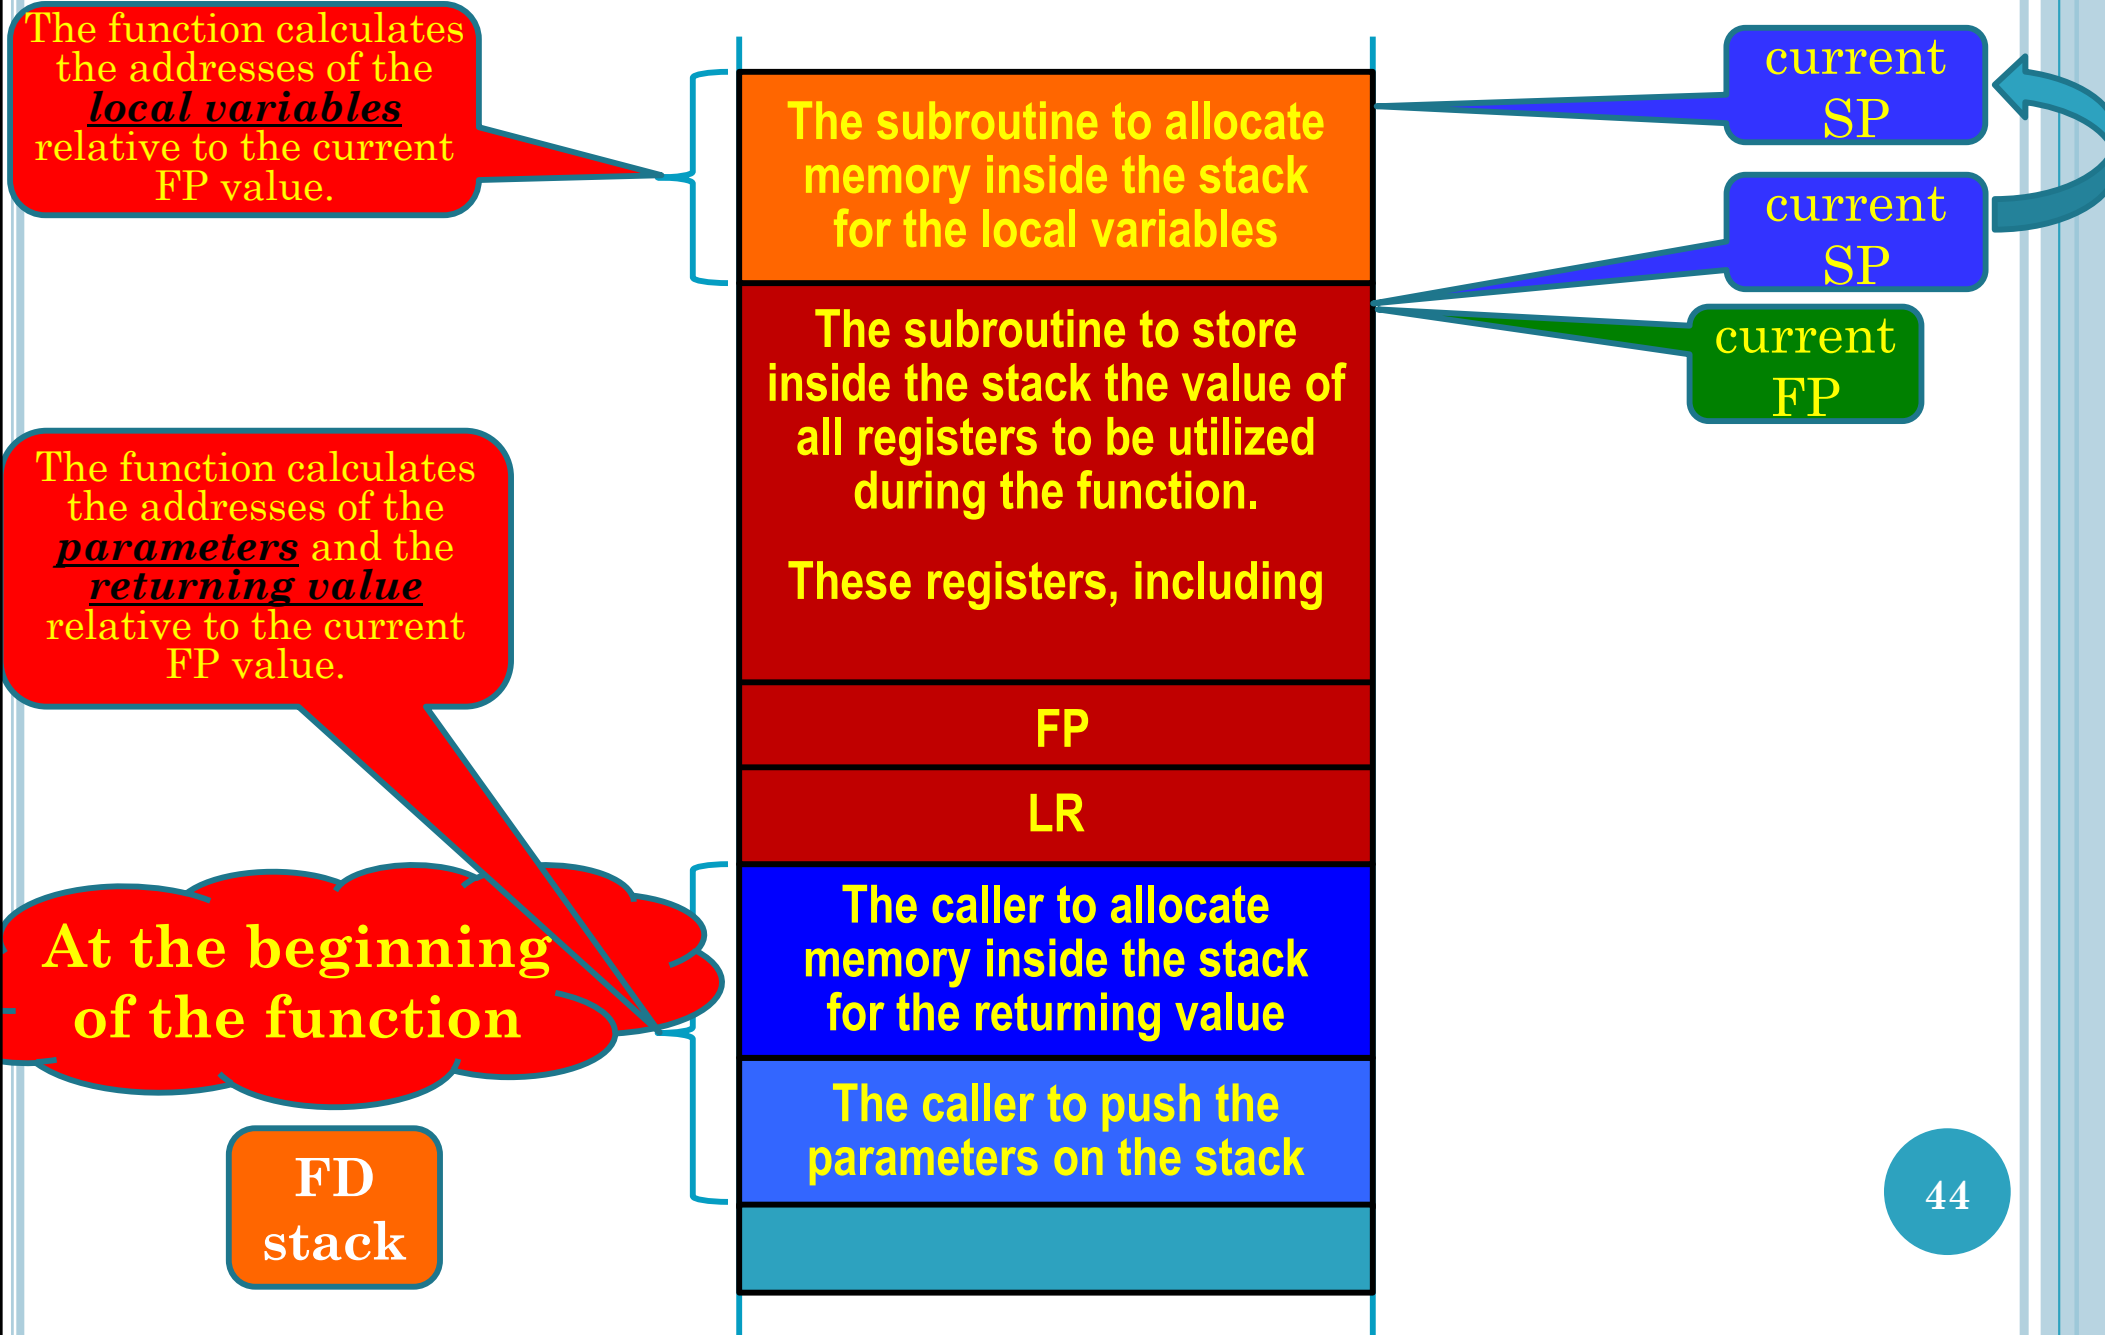 The function calculates
the addresses of the
local variables
relative to the current
FP value.
The subroutine to allocate
memory inside the stack
for the local variables
current
SP
current
SP
current
FP
The subroutine to store
inside the stack the value of
all registers to be utilized
during the function.
These registers, including
The function calculates
the addresses of the
parameters and the
returning value
relative to the current
FP value.
FP
LR
At the beginning
of the function
The caller to allocate
memory inside the stack
for the returning value
The caller to push the
parameters on the stack
FD
stack
44